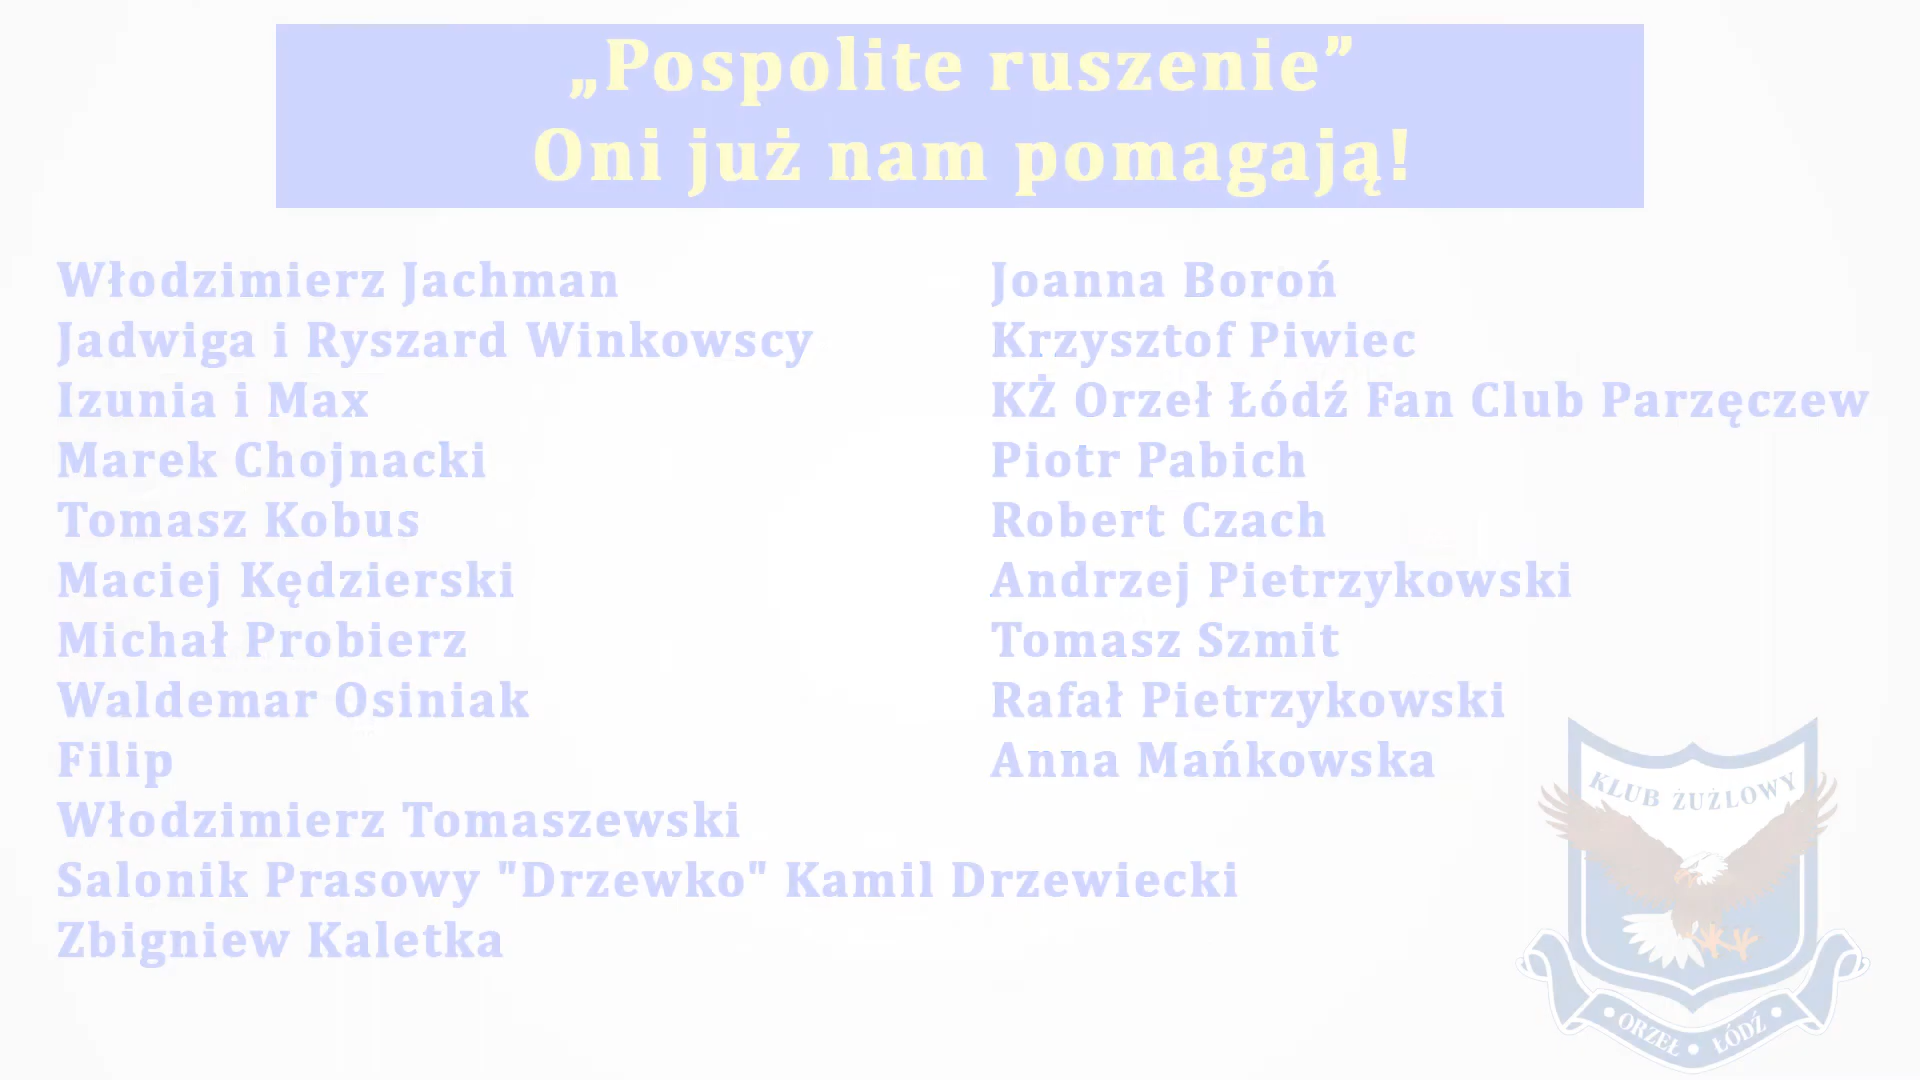 „Pospolite ruszenie”
Oni już nam pomagają!
Włodzimierz Jachman
Jadwiga i Ryszard Winkowscy
Izunia i Max
Marek Chojnacki
Tomasz Kobus
Maciej Kędzierski
Michał Probierz
Waldemar Osiniak
Filip
Włodzimierz Tomaszewski
Salonik Prasowy "Drzewko" Kamil Drzewiecki
Zbigniew Kaletka
Joanna Boroń
Krzysztof Piwiec
KŻ Orzeł Łódź Fan Club Parzęczew
Piotr Pabich
Robert Czach
Andrzej Pietrzykowski
Tomasz Szmit
Rafał Pietrzykowski
Anna Mańkowska
KLUB ŻUŻLOWY
• ORZEŁ • ŁÓDŹ •